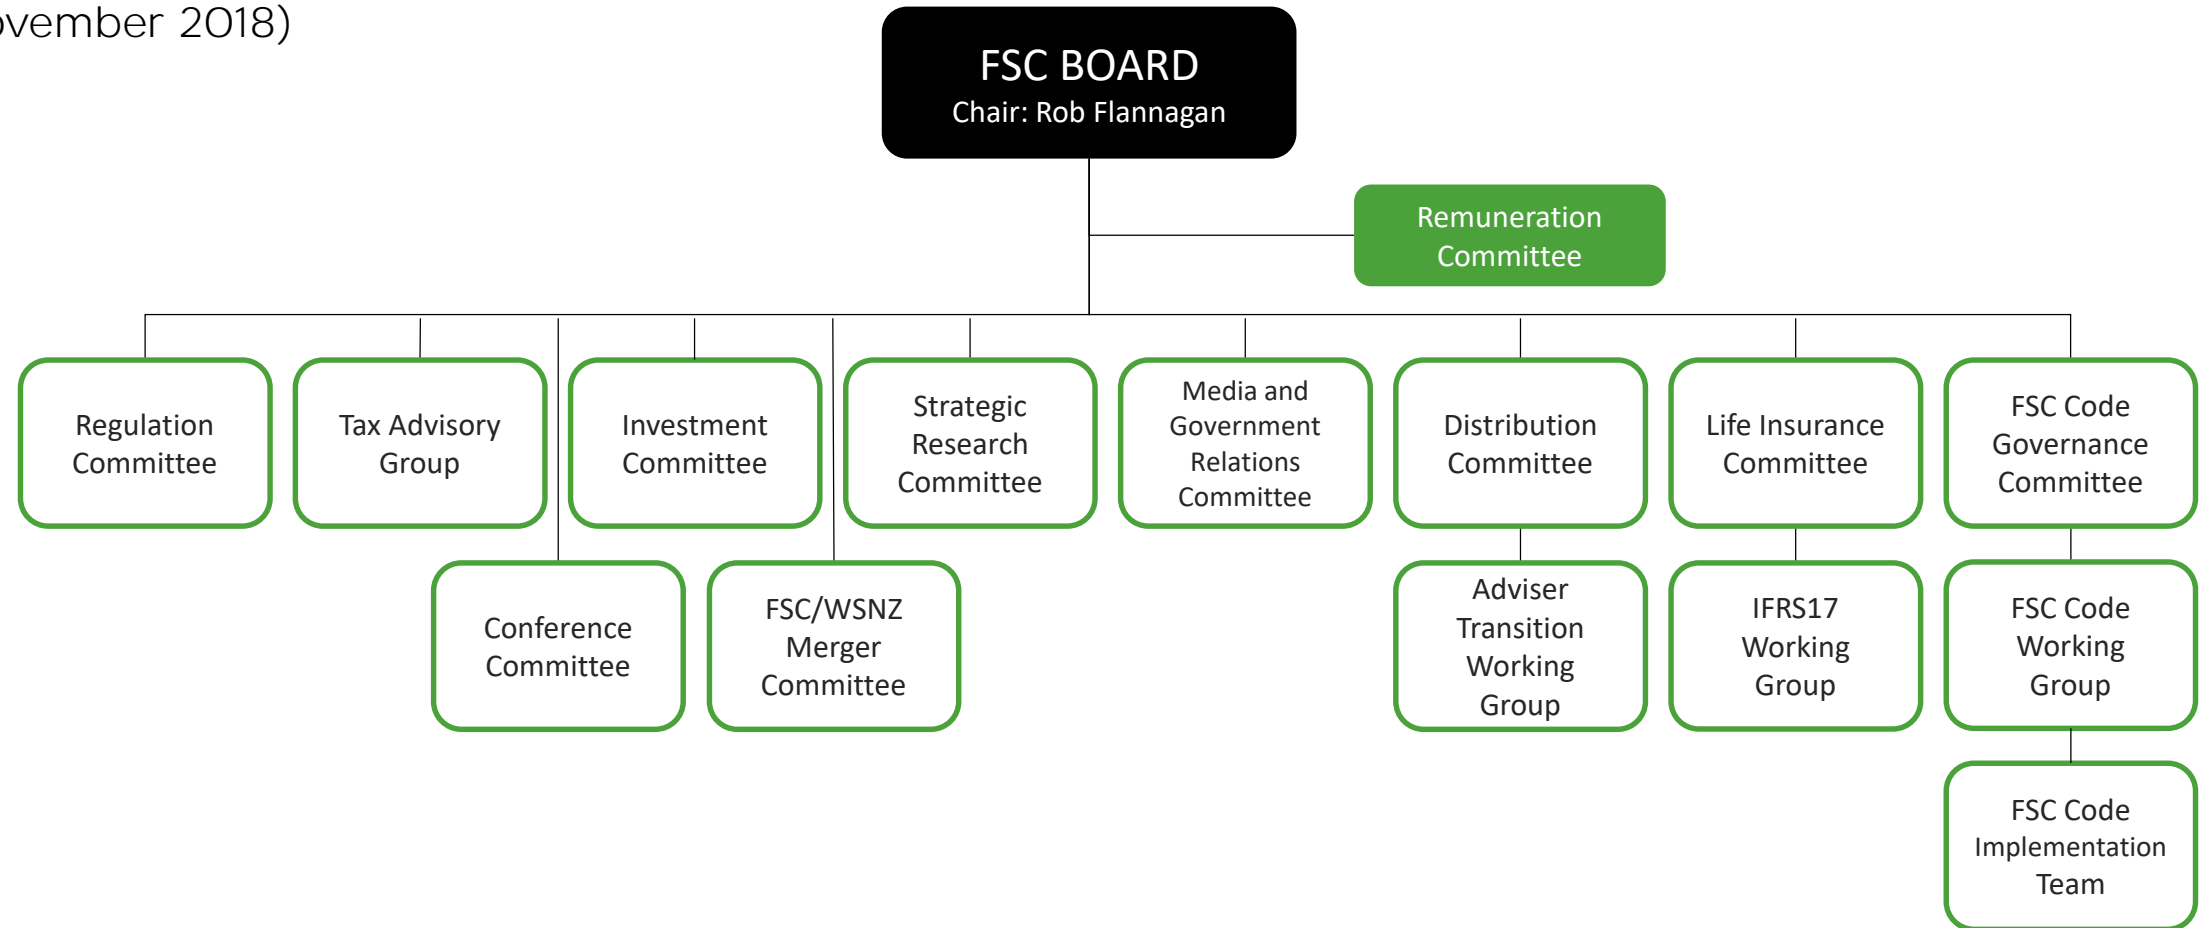 2018)
FSC BOARD
Chair: Rob Flannagan
Remuneration
Committee
Regulation
Committee
Tax Advisory
Group
Investment
Committee
Strategic
Research
Committee
Media and
Government
Relations
Committee
Distribution
Committee
Life Insurance
Committee
FSC Code
Governance
Committee
Conference
Committee
FSC/WSNZ
Merger
Committee
Adviser
Transition
Working
Group
IFRS17
Working
Group
FSC Code
Working
Group
FSC Code
Implementation
Team